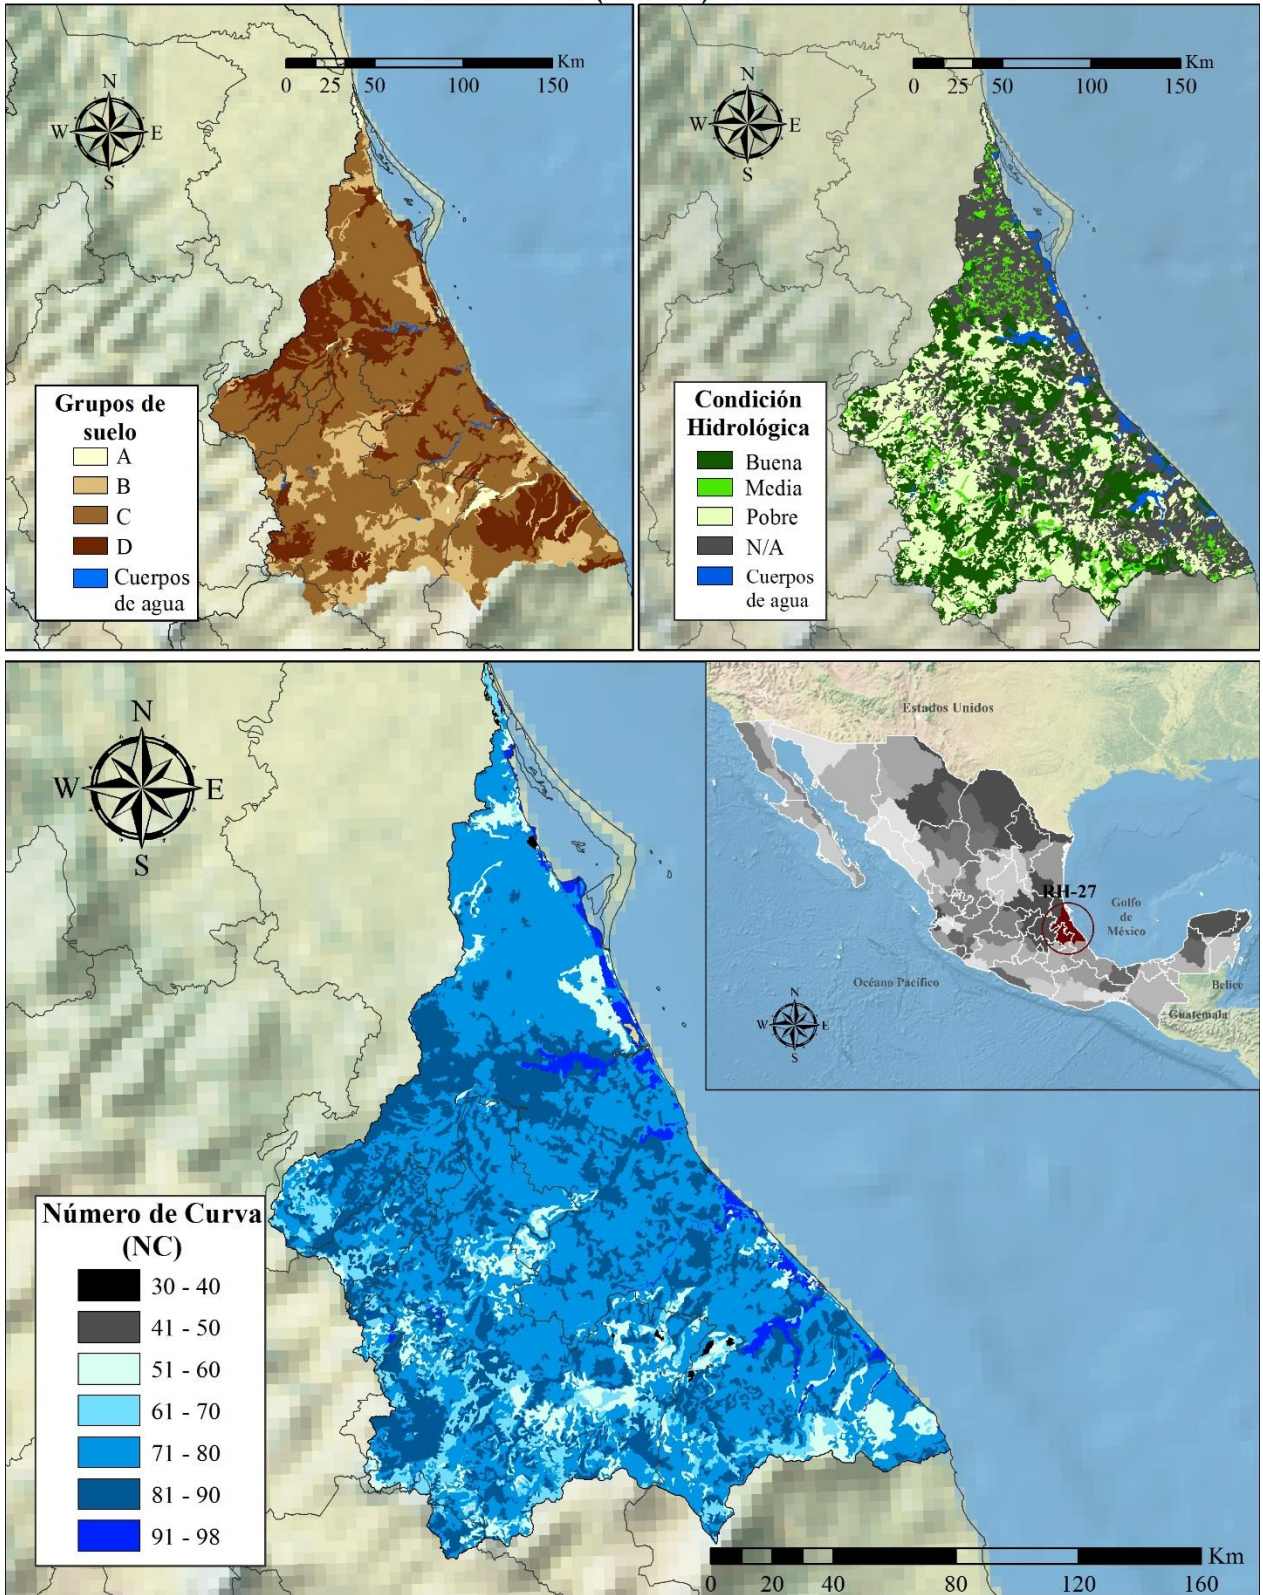 Km
0 25 50 100 150
N
W E
S
Grupos de
suelo
A
B
C
D
Cuerpos
de agua
Km
0 25 50 100 150
N
W E
S
Condición
Hidrológica
Buena
Media
Pobre
N/A
Cuerpos
de agua
N
W E
S
Número de Curva
(NC)
30 - 40
41 - 50
51 - 60
61 - 70
71 - 80
81 - 90
91 - 98
Estados Unidos
RH-27
Golfo
de
México
Océano Pacífico
Belice
Guatemala
N
W E
S
Km
0 20 40 80 120 160